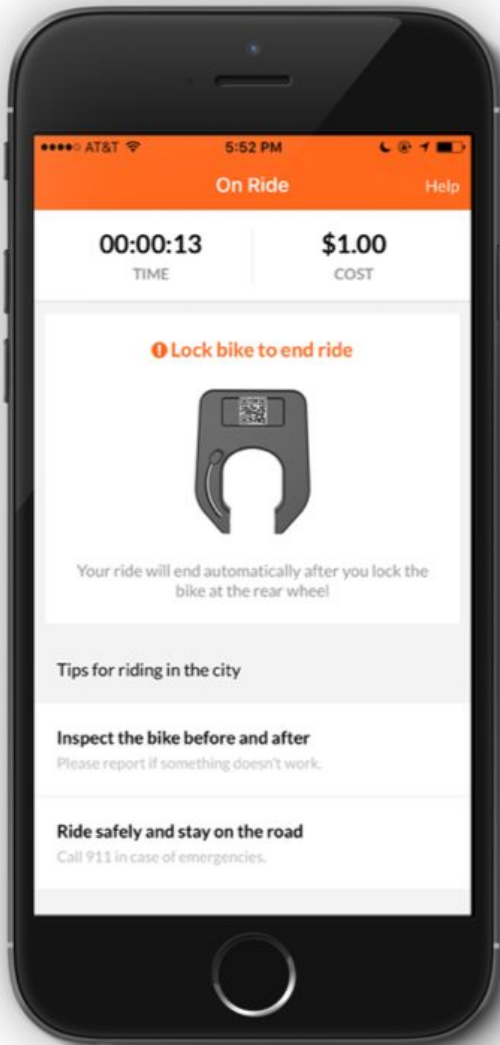 AT&T 5:52 PM
On Ride Help
00:00:13 $1.00
TIME COST
Lock bike to end ride
Your ride will end automatically after you lock the
bike at the rear wheel
Tips for riding in the city
Inspect the bike before and after
Please report if something doesn't work.
Ride safely and stay on the road
Call 911 in case of emergencies.